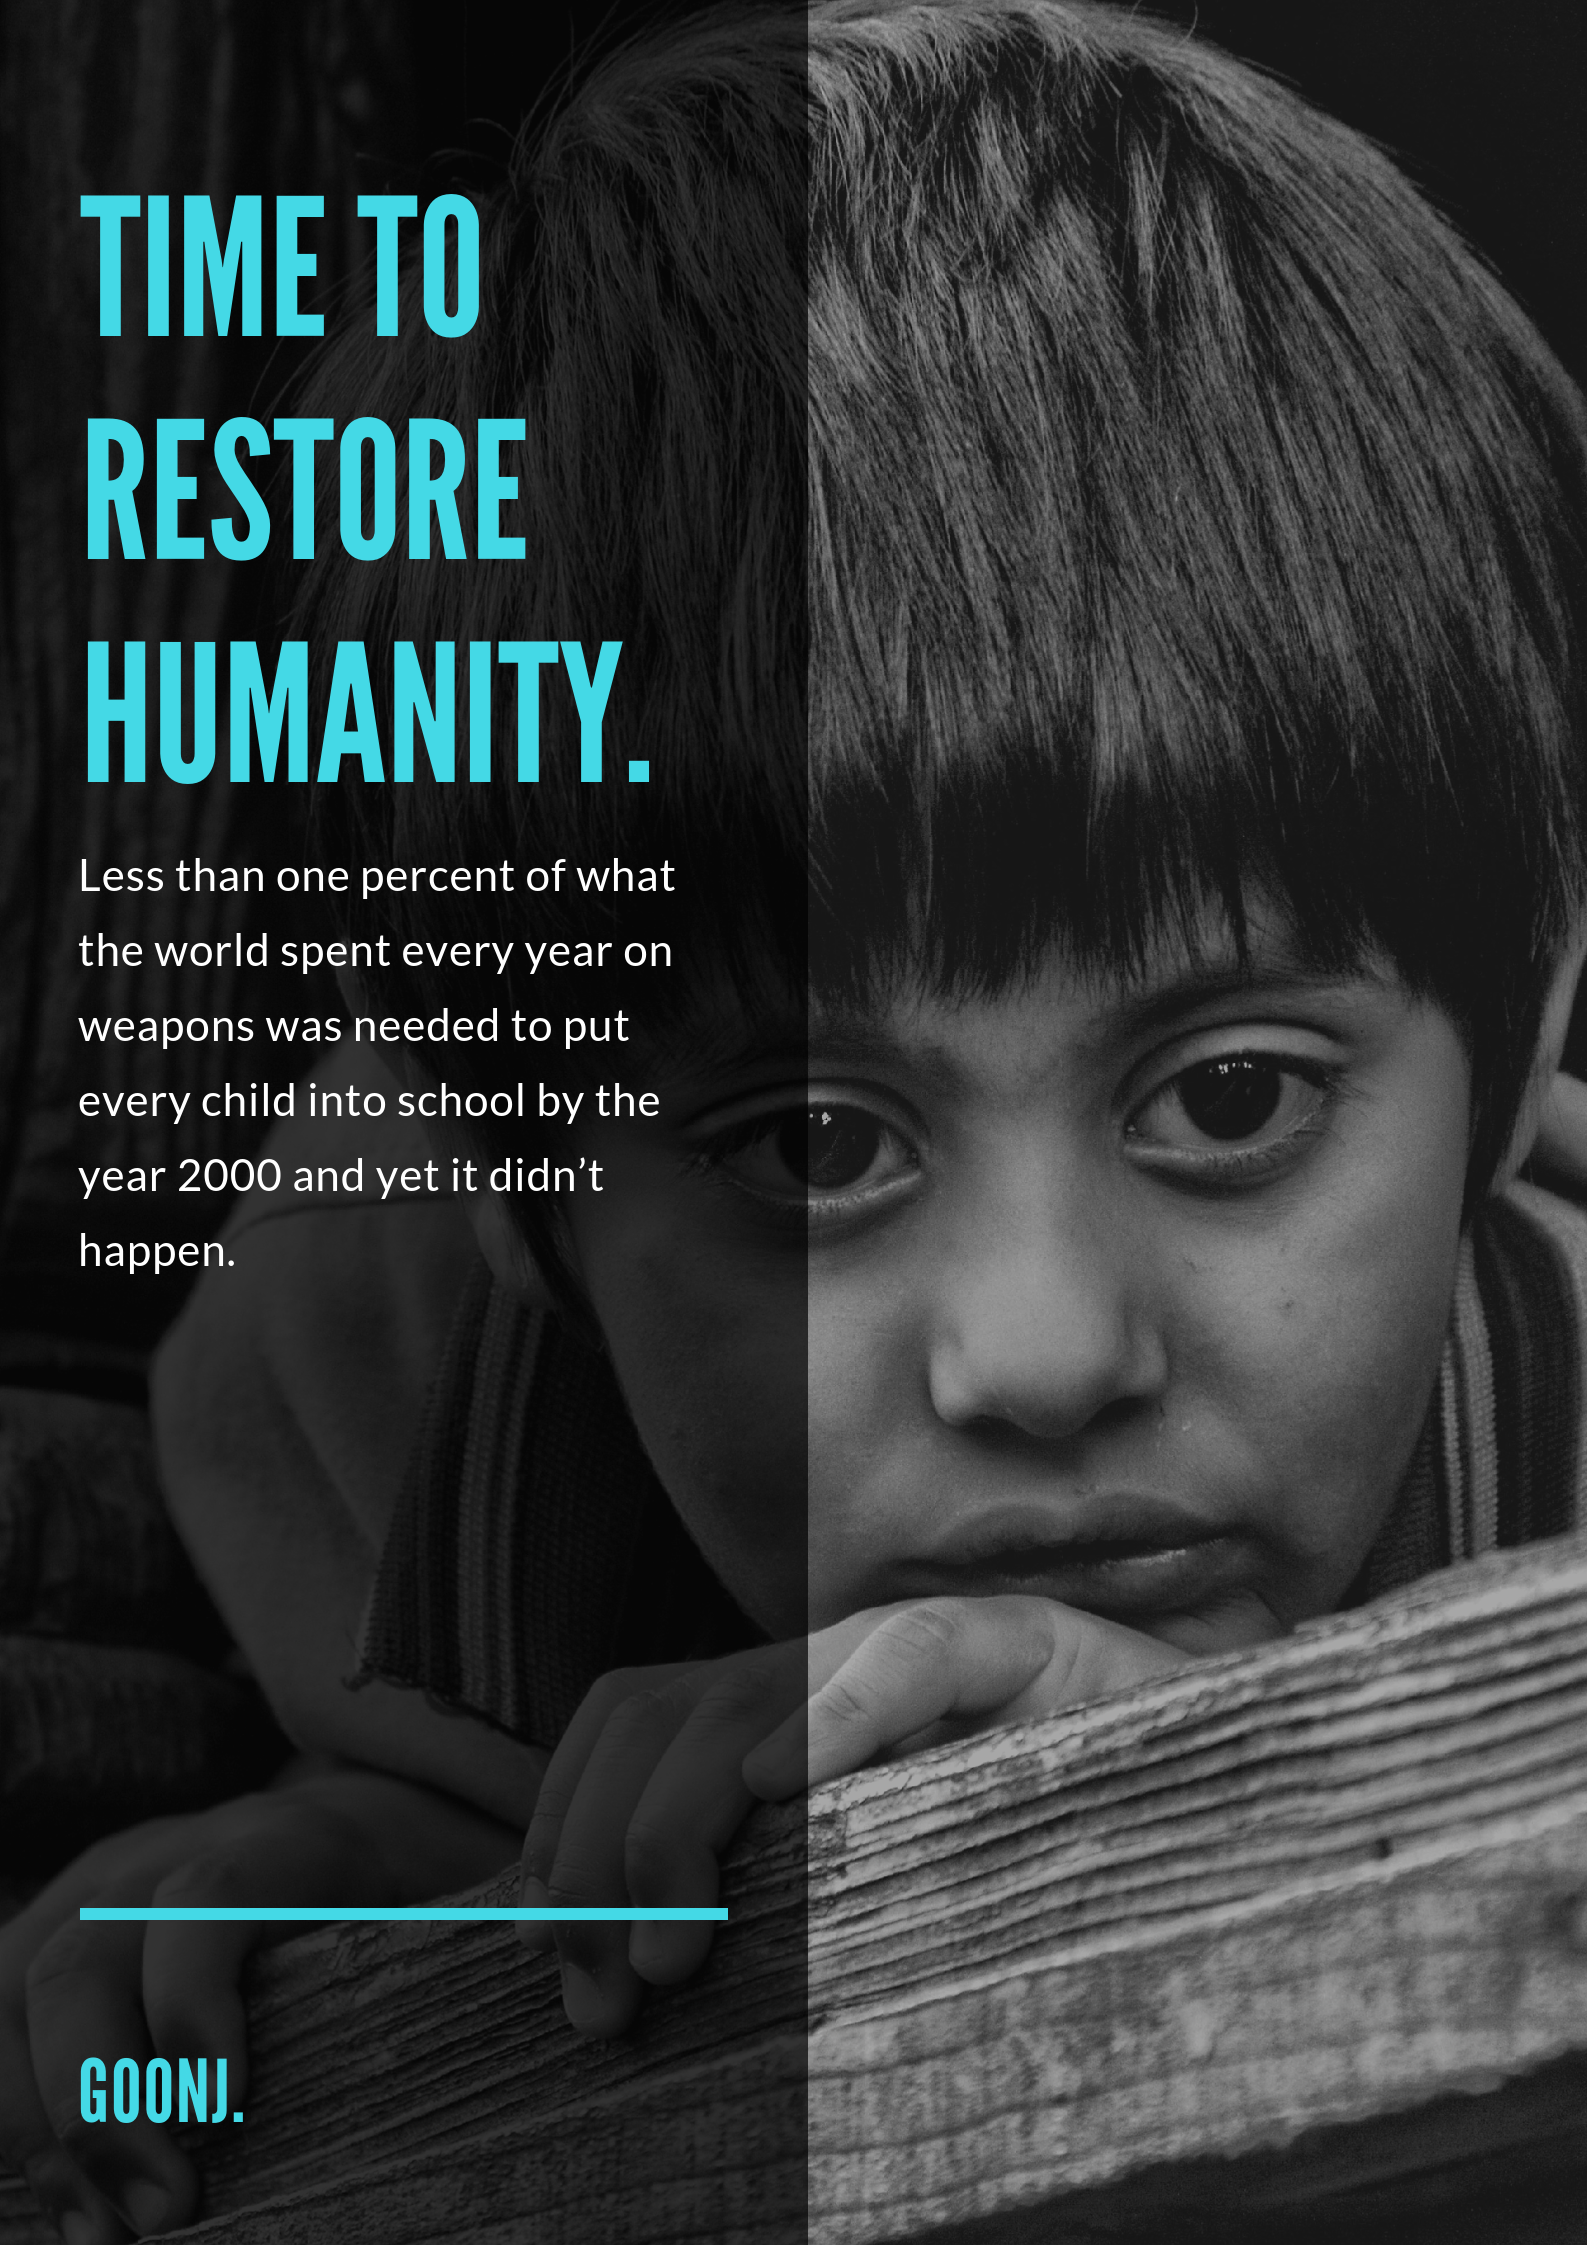 TIME TO
RESTORE
HUMANITY.
Less than one percent of what
the world spent every year on
weapons was needed to put
every child into school by the
year 2000 and yet it didn’t
happen.
GOONJ.